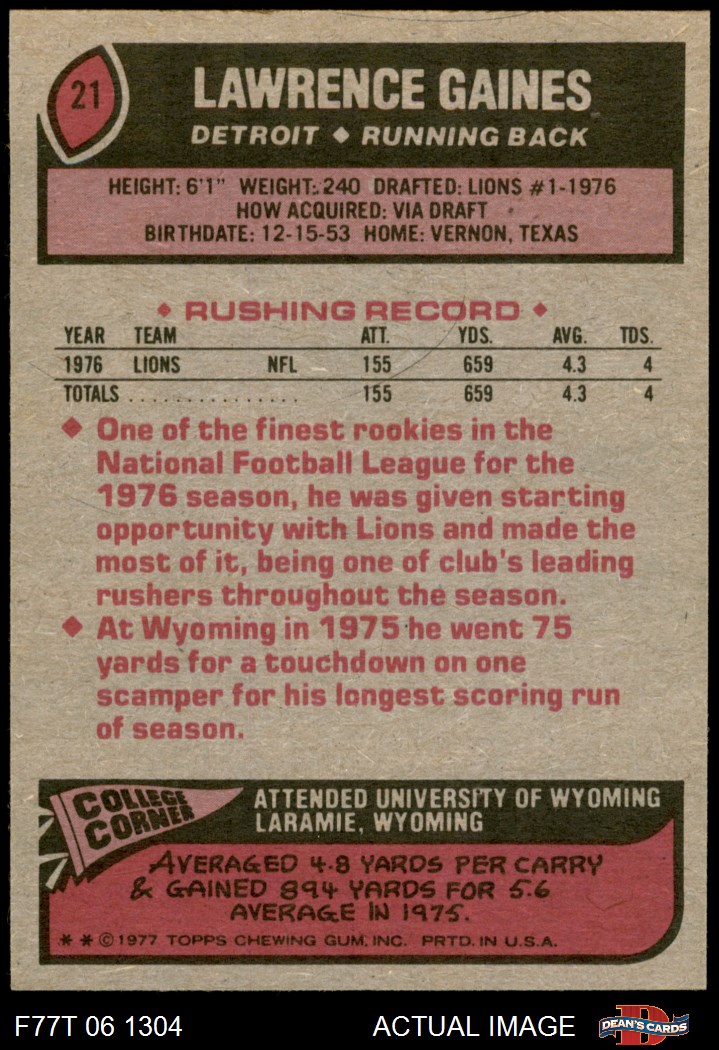 21
LAWRENCE GAINES
DETROIT ◆ RUNNING BACK
HEIGHT: 6'1" WEIGHT: 240 DRAFTED: LIONS #1-1976
HOW ACQUIRED: VIA DRAFT
BIRTHDATE: 12-15-53 HOME: VERNON, TEXAS
◆ RUSHING RECORD ◆
YEAR TEAM ATT. YDS. AVG. TDS.
1976 LIONS NFL 155 659 4.3 4
TOTALS . . . . . . . . . . . . . . . 155 659 4.3 4
◆ One of the finest rookies in the
National Football League for the
1976 season, he was given starting
opportunity with Lions and made the
most of it, being one of club's leading
rushers throughout the season.
◆ At Wyoming in 1975 he went 75
yards for a touchdown on one
scamper for his longest scoring run
of season.
COLLEGE
CORNER
ATTENDED UNIVERSITY OF WYOMING
LARAMIE, WYOMING
AVERAGED 4.8 YARDS PER CARRY
& GAINED 894 YARDS FOR 5.6
AVERAGE IN 1975.
* * © 1977 TOPPS CHEWING GUM, INC. PRTD. IN U.S.A.
F77T 06 1304 ACTUAL IMAGE
D
DEAN'S CARDS